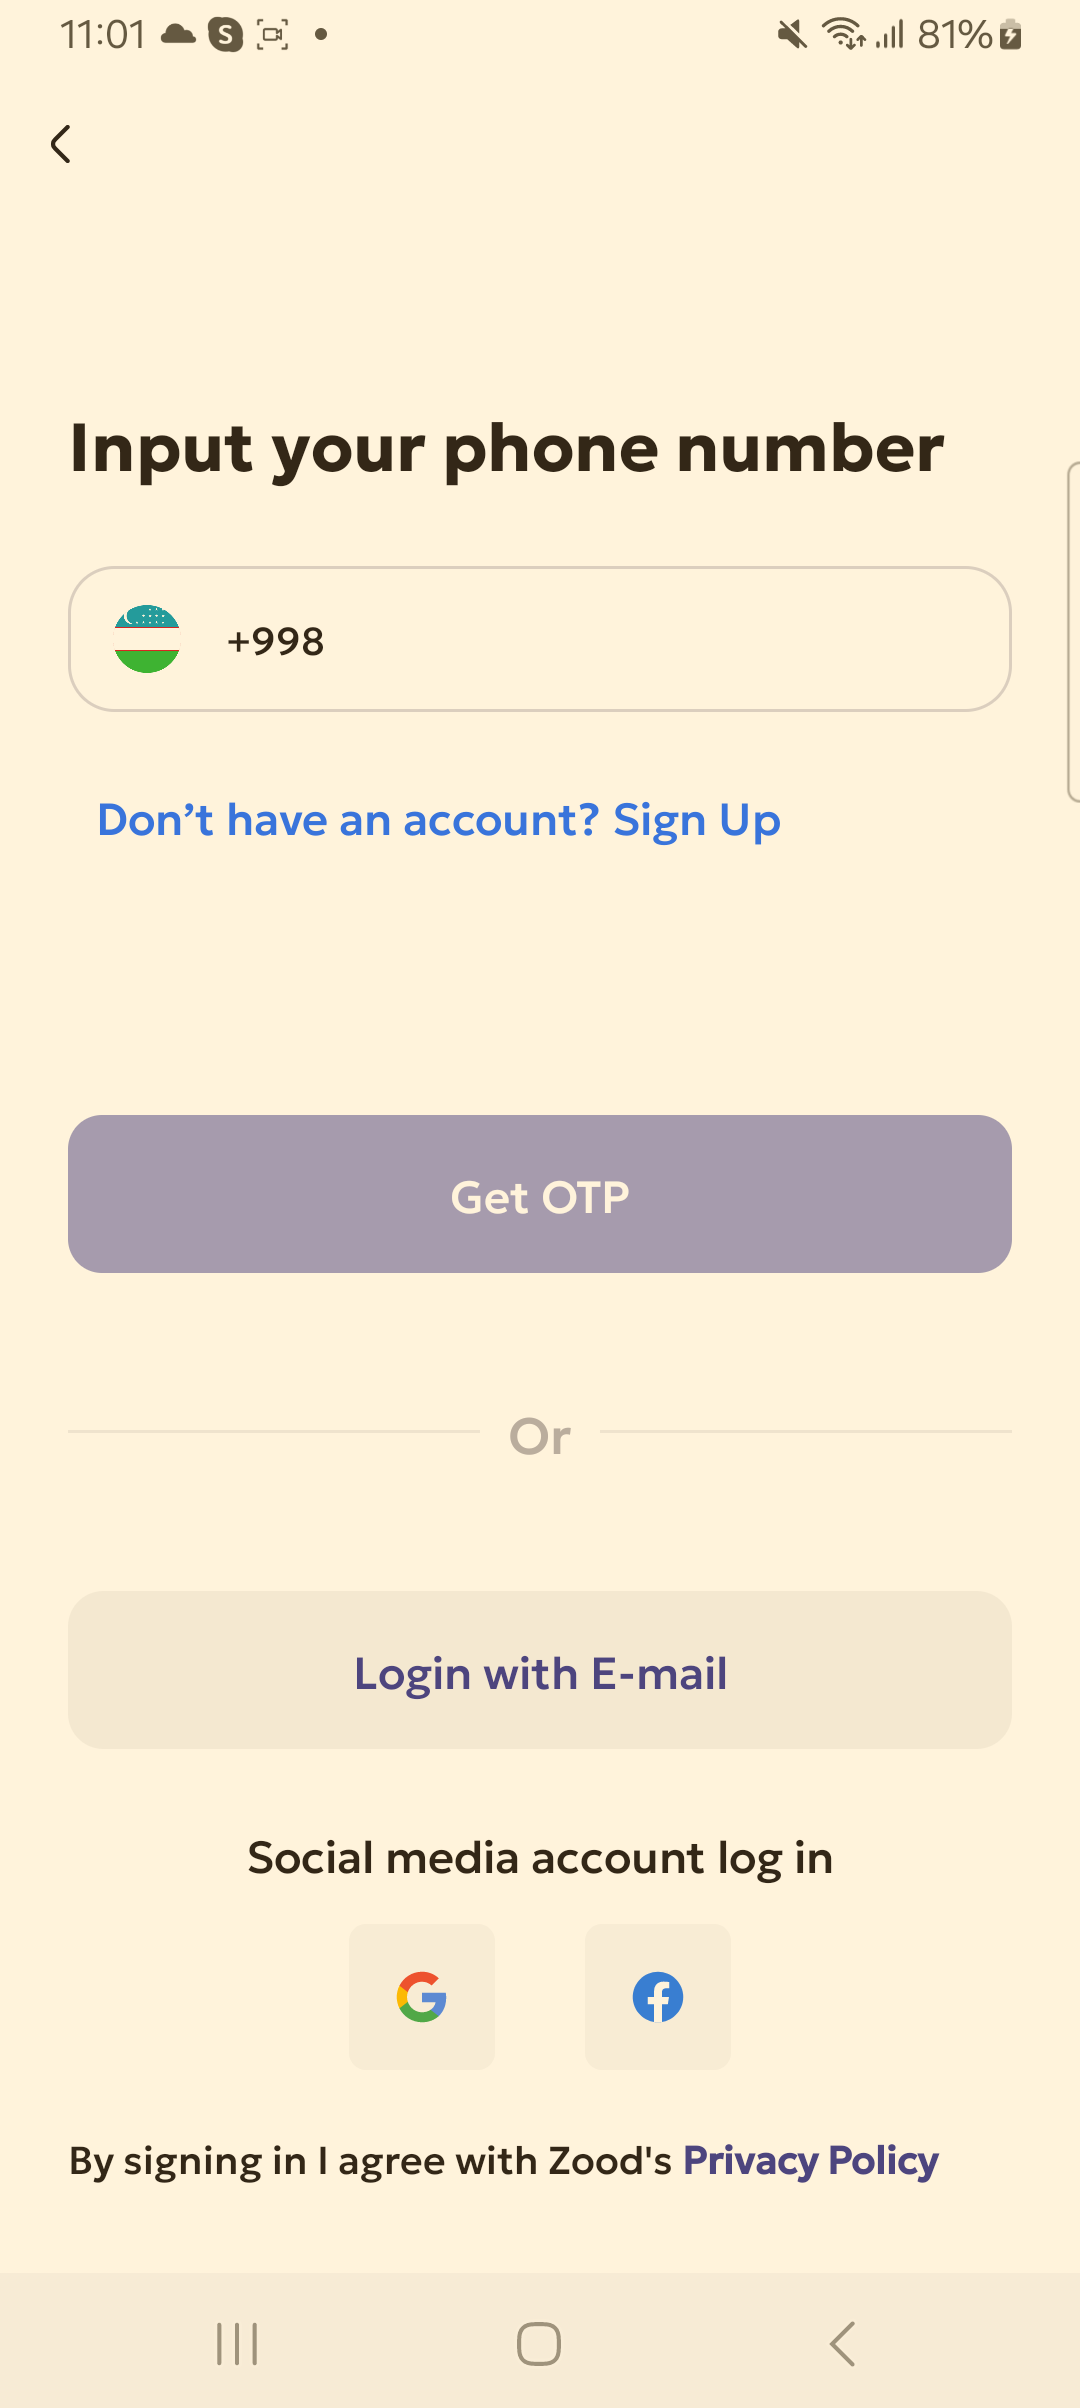 11:01
81%
Input your phone number
+998
Don’t have an account? Sign Up
Get OTP
Or
Login with E-mail
Social media account log in
By signing in I agree with Zood's Privacy Policy